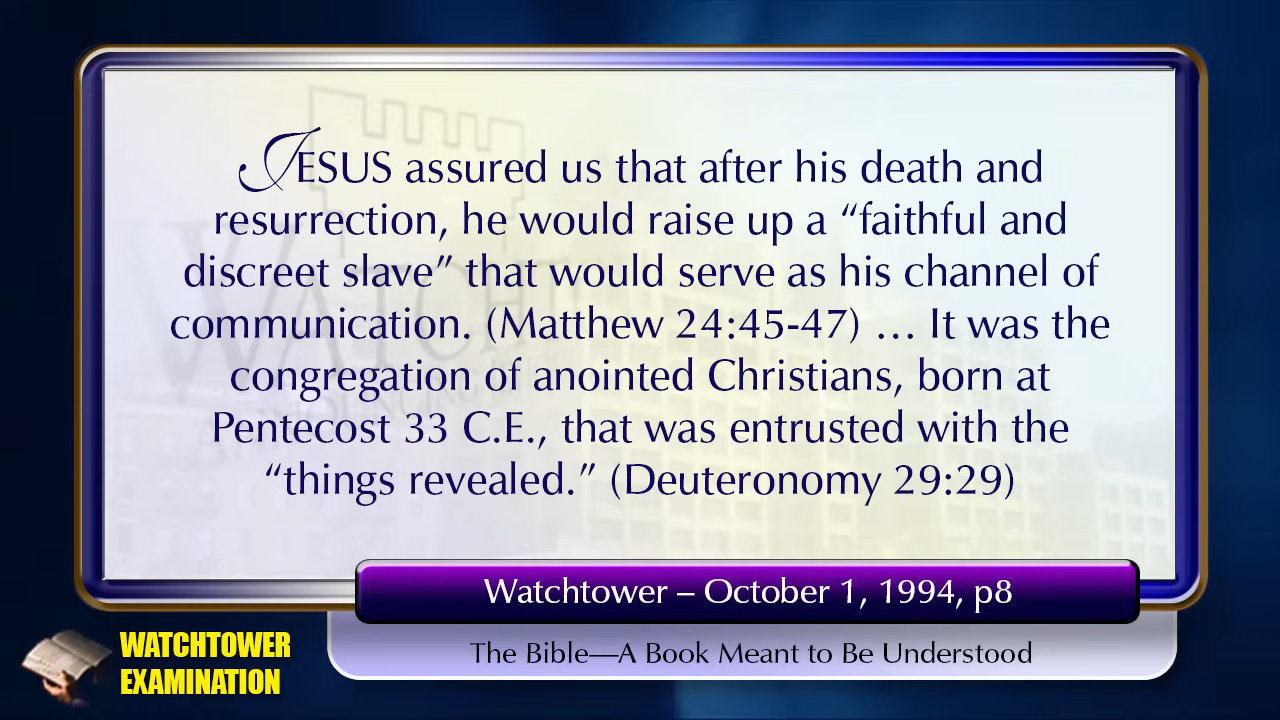 JESUS assured us that after his death and
resurrection, he would raise up a “faithful and
discreet slave” that would serve as his channel of
communication. (Matthew 24:45-47) … It was the
congregation of anointed Christians, born at
Pentecost 33 C.E., that was entrusted with the
“things revealed.” (Deuteronomy 29:29)
Watchtower – October 1, 1994, p8
The Bible—A Book Meant to Be Understood
WATCHTOWER
EXAMINATION